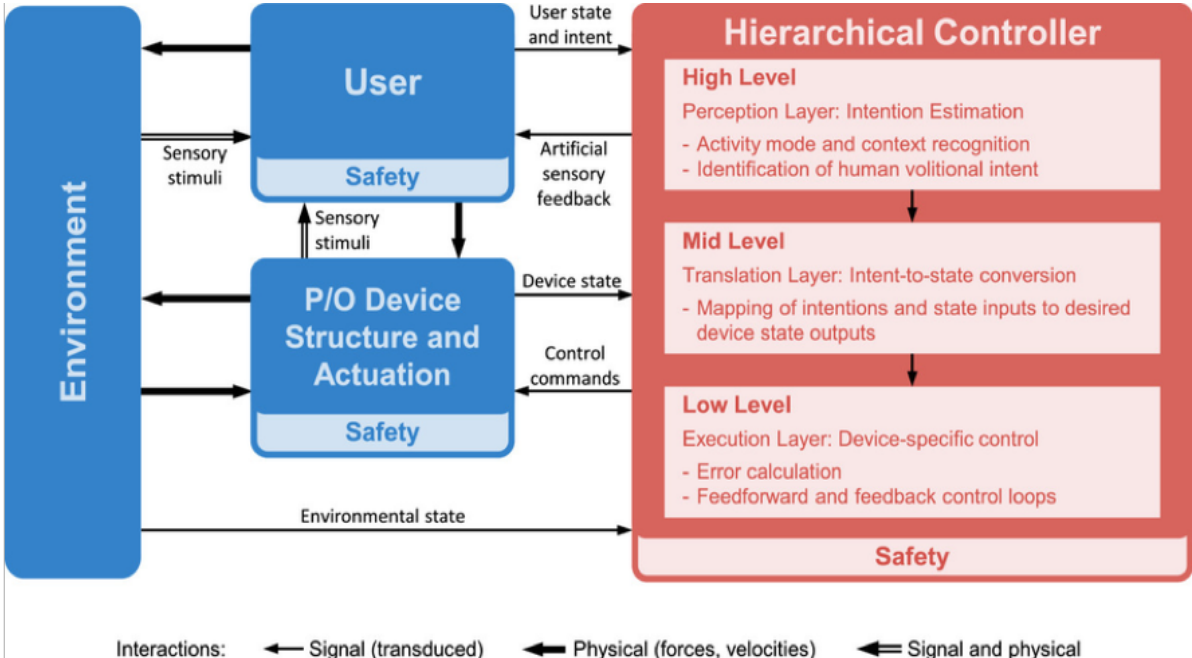 User state
and intent
Hierarchical Controller
User
High Level
Perception Layer: Intention Estimation
- Activity mode and context recognition
- Identification of human volitional intent
Sensory
stimuli
Artificial
sensory
feedback
Safety
Sensory
stimuli
Environment
Mid Level
Translation Layer: Intent-to-state conversion
- Mapping of intentions and state inputs to desired
device state outputs
P/O Device
Structure and
Actuation
Device state
Control
commands
Safety
Low Level
Execution Layer: Device-specific control
- Error calculation
- Feedforward and feedback control loops
Environmental state
Safety
Interactions: Signal (transduced) Physical (forces, velocities) Signal and physical